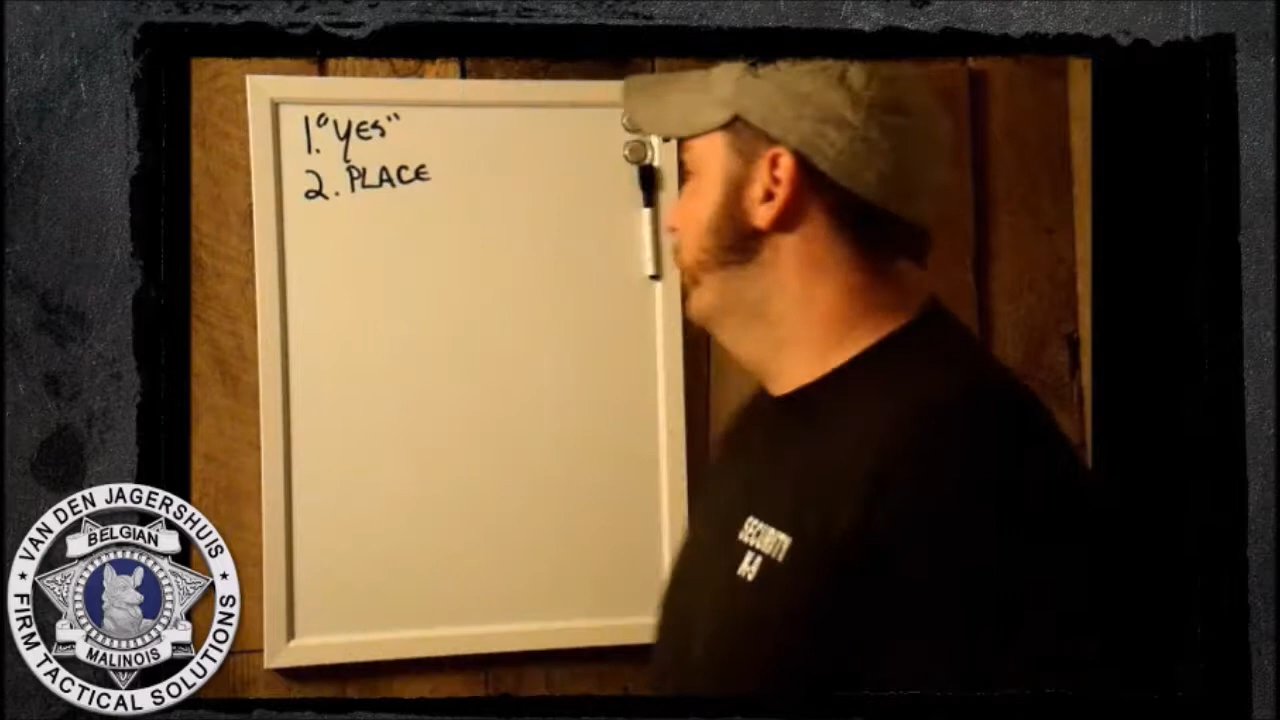 1. "YES"
2. PLACE
SECURITY
K-9
VAN DEN JAGERSHUIS
BELGIAN
MALINOIS
FIRM TACTICAL SOLUTIONS